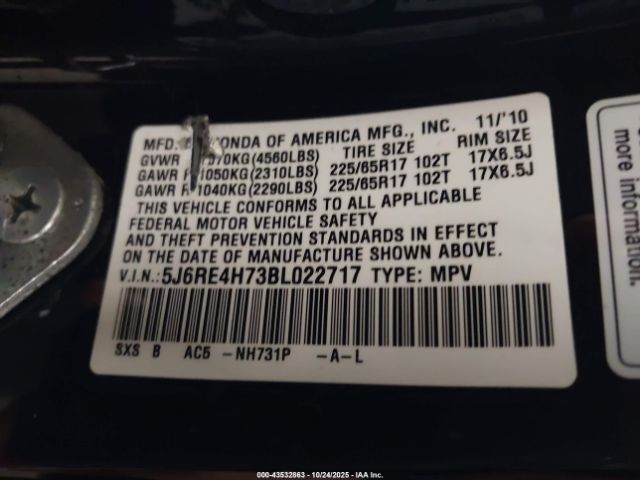 MFD. HONDA OF AMERICA MFG., INC. 11/'10
GVWR 2070KG(4560LBS) TIRE SIZE RIM SIZE
GAWR F 1050KG(2310LBS) 225/65R17 102T 17X6.5J
GAWR R 1040KG(2290LBS) 225/65R17 102T 17X6.5J
THIS VEHICLE CONFORMS TO ALL APPLICABLE
FEDERAL MOTOR VEHICLE SAFETY
AND THEFT PREVENTION STANDARDS IN EFFECT
ON THE DATE OF MANUFACTURE SHOWN ABOVE.
V.I.N.:5J6RE4H73BL022717 TYPE: MPV
SXS B AC5 -NH731P -A-L
more information.
000-43532863 | 10/24/2025 | IAA Inc.